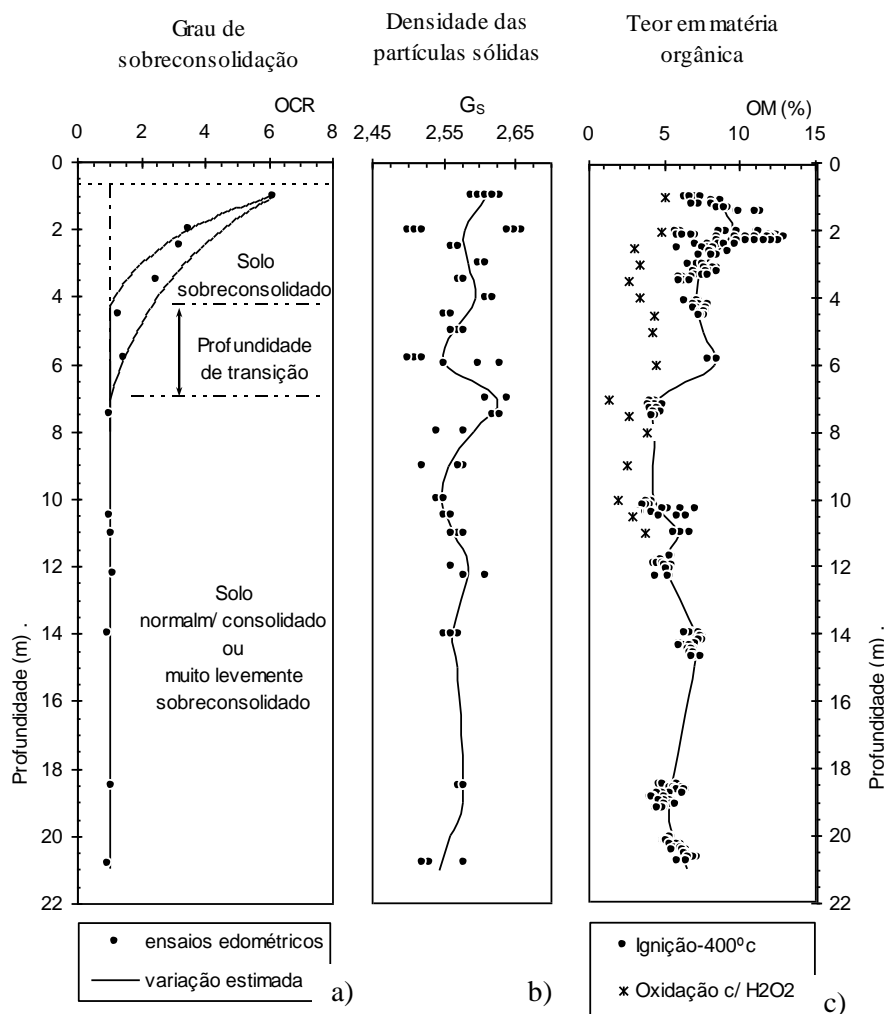 Grau de
sobreconsolidação
Densidade das
partículas sólidas
Teor em matéria
orgânica
OCR
0 2 4 6 8
G_S
2,45 2,55 2,65
OM (%)
0 5 10 15
0
2
4
6
8
10
12
14
16
18
20
22
Profundidade (m) .
Solo
sobreconsolidado
Profundidade
de transição
Solo
normalm/ consolidado
ou
muito levemente
sobreconsolidado
0
2
4
6
8
10
12
14
16
18
20
22
Profundidade (m) .
ensaios edométricos
variação estimada
a)
b)
Ignição-400ºc
Oxidação c/ H2O2
c)